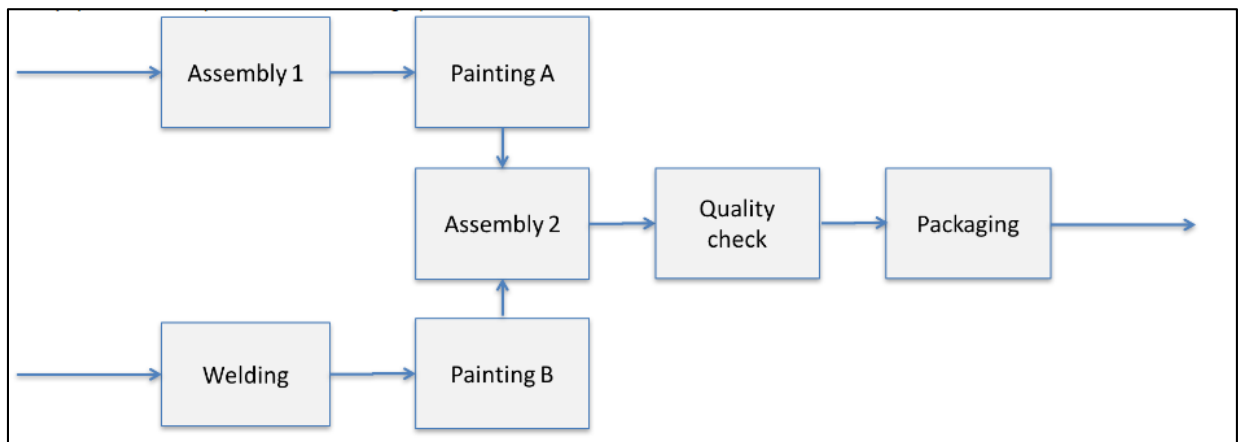 Assembly 1
Painting A
Assembly 2
Quality
check
Packaging
Welding
Painting B